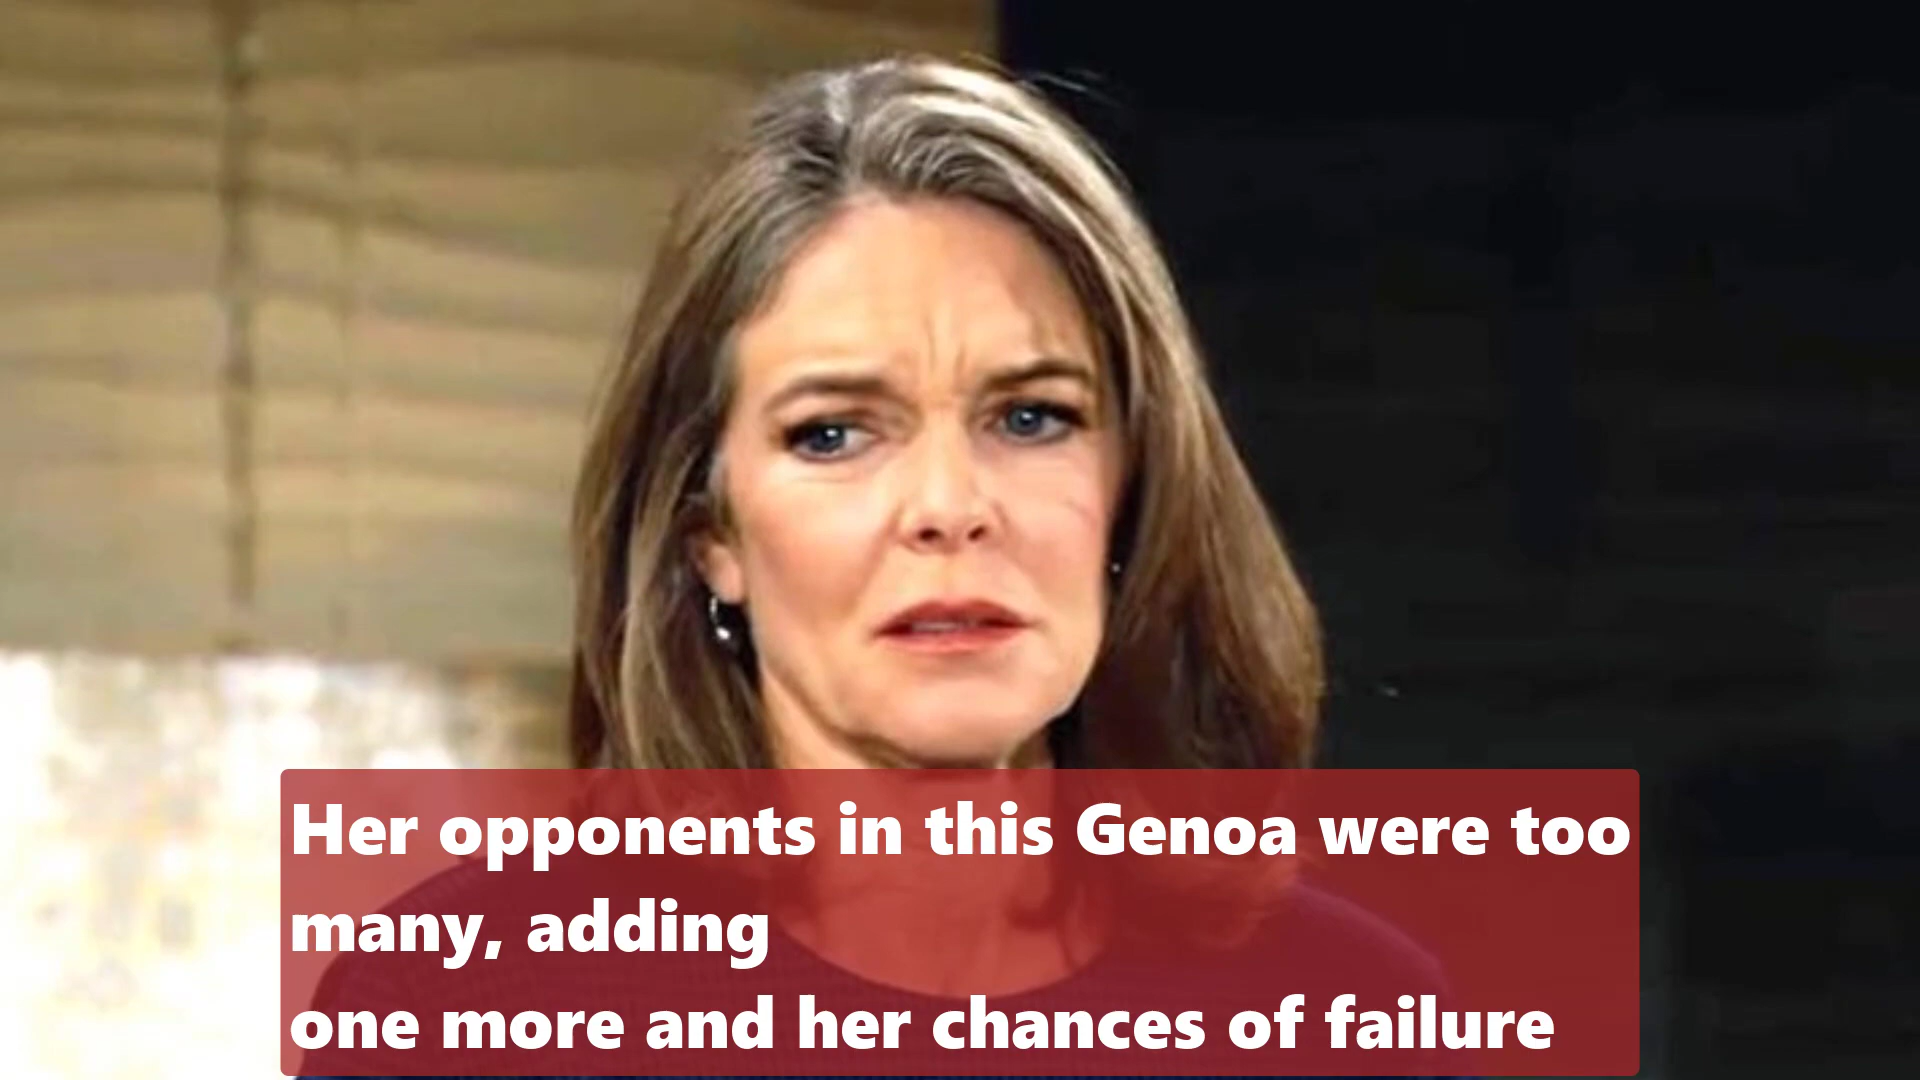 Her opponents in this Genoa were too
many, adding
one more and her chances of failure